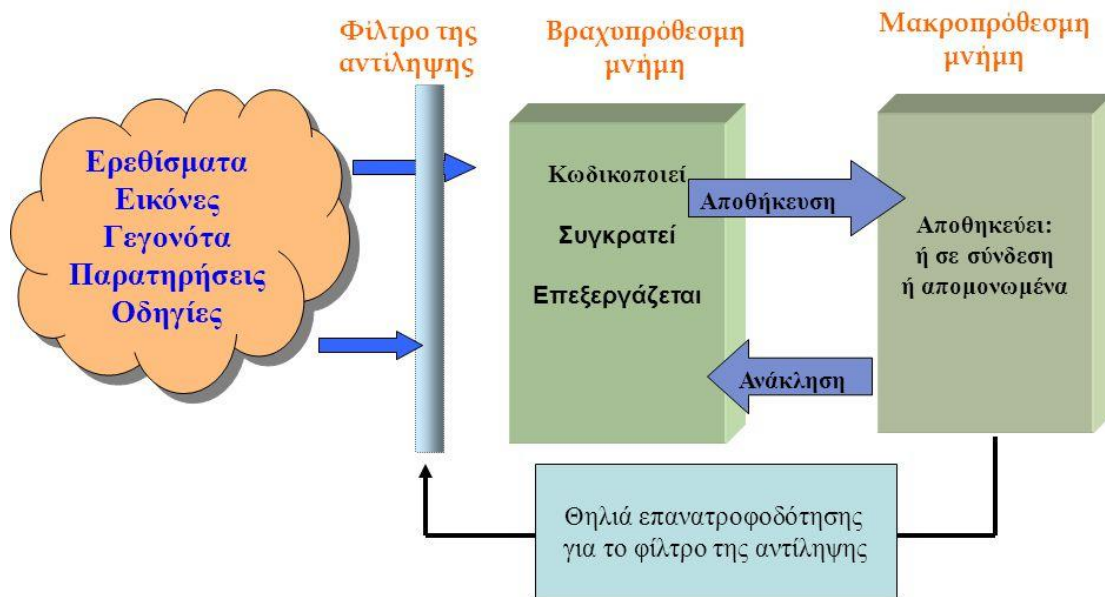 Φίλτρο της
αντίληψης
Βραχυπρόθεσμη
μνήμη
Μακροπρόθεσμη
μνήμη
Ερεθίσματα
Εικόνες
Γεγονότα
Παρατηρήσεις
Οδηγίες
Κωδικοποιεί
Συγκρατεί
Επεξεργάζεται
Αποθήκευση
Ανάκληση
Αποθηκεύει:
ή σε σύνδεση
ή απομονωμένα
Θηλιά επανατροφοδότησης
για το φίλτρο της αντίληψης